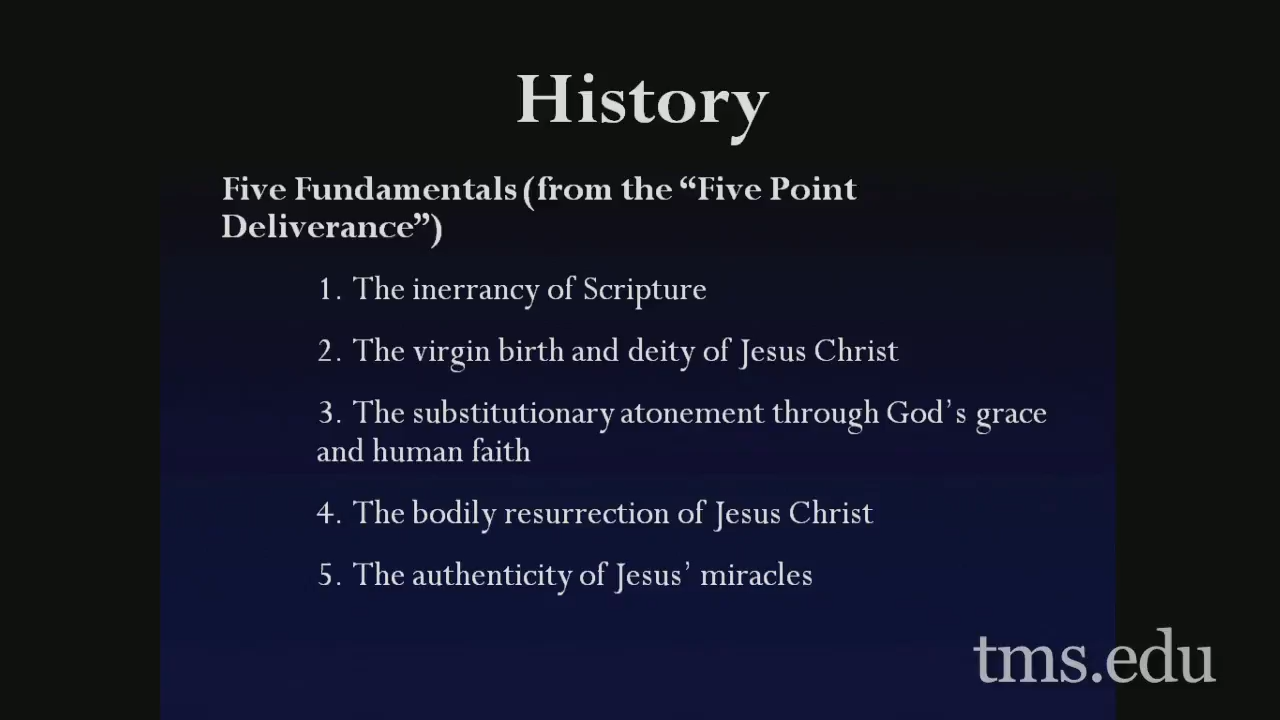 History
Five Fundamentals (from the “Five Point
Deliverance”)
1. The inerrancy of Scripture
2. The virgin birth and deity of Jesus Christ
3. The substitutionary atonement through God’s grace
and human faith
4. The bodily resurrection of Jesus Christ
5. The authenticity of Jesus’ miracles
tms.edu